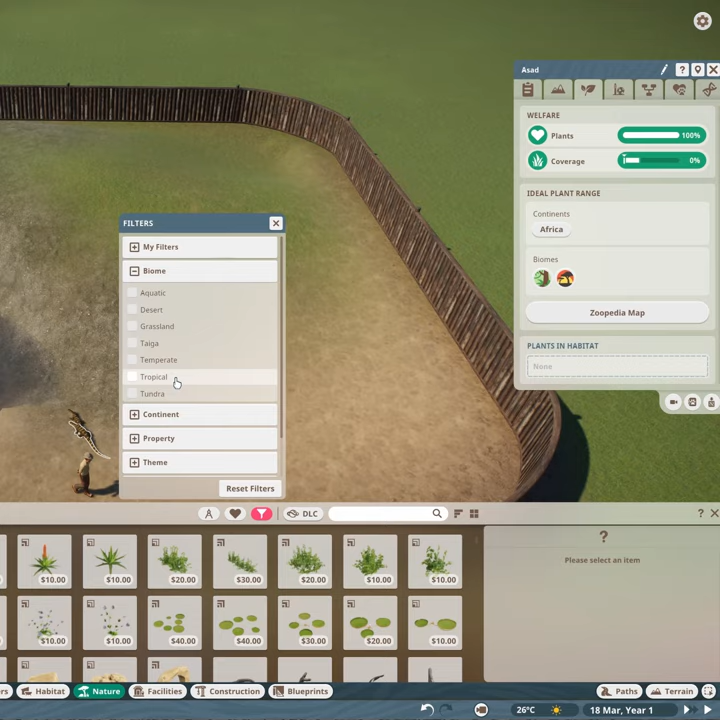 Asad
?
WELFARE
Plants 100%
Coverage 0%
IDEAL PLANT RANGE
Continents
Africa
Biomes
Zoopedia Map
PLANTS IN HABITAT
None
FILTERS
My Filters
Biome
Aquatic
Desert
Grassland
Taiga
Temperate
Tropical
Tundra
Continent
Property
Theme
Reset Filters
DLC
?
$10.00 $10.00 $20.00 $30.00 $20.00 $10.00 $10.00
?
Please select an item
$10.00 $10.00 $40.00 $40.00 $30.00 $20.00 $10.00
Habitat Nature Facilities Construction Blueprints Paths Terrain
26°C 18 Mar, Year 1